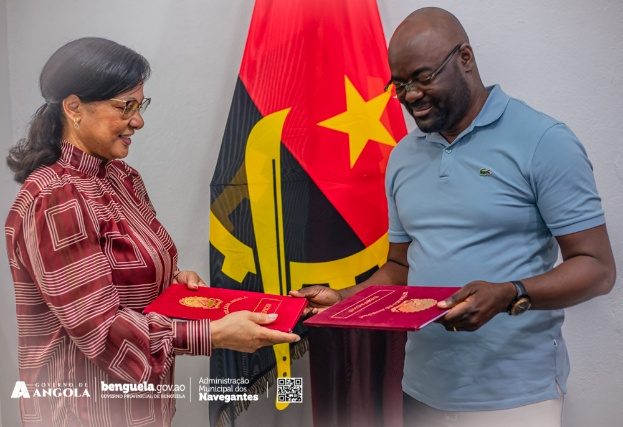 GOVERNO DE
ANGOLA
benguela.gov.ao
GOVERNO PROVINCIAL DE BENGUELA
Administração
Municipal dos
Navegantes